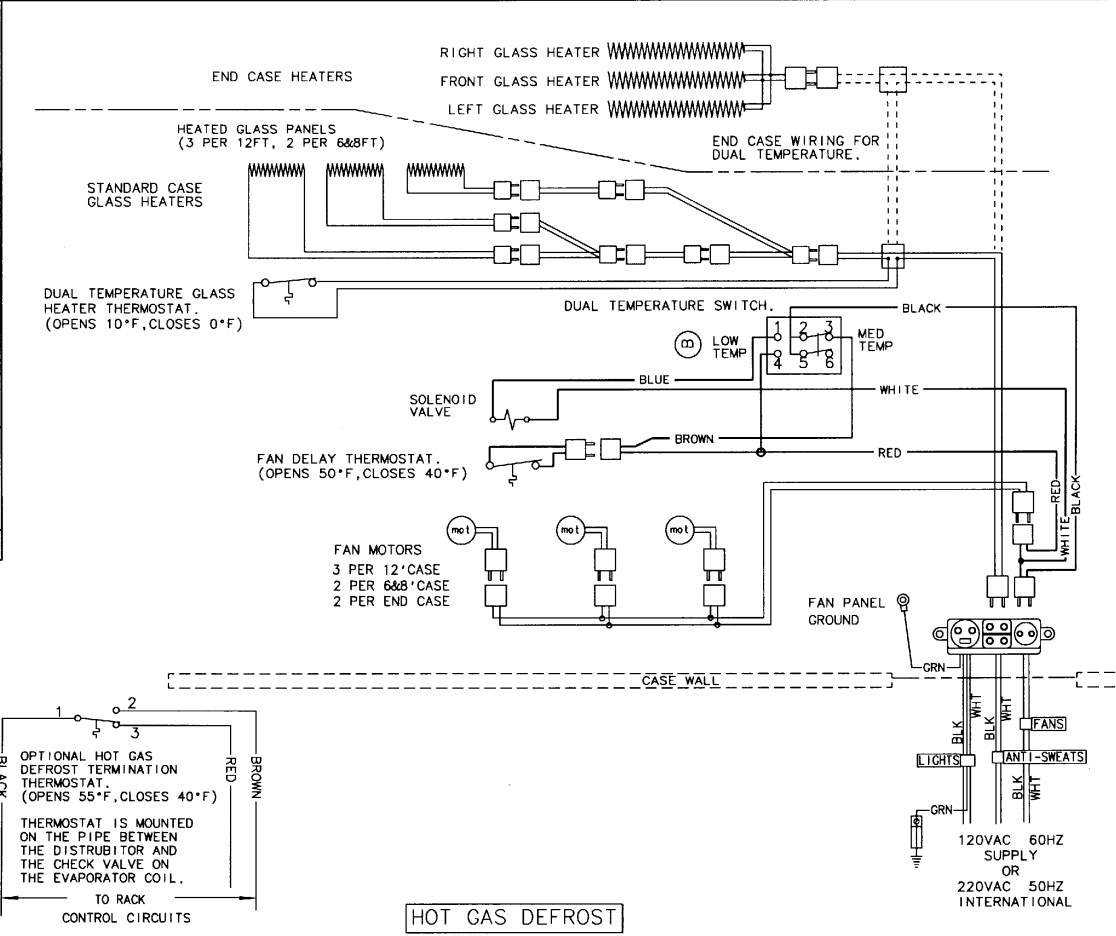 RIGHT GLASS HEATER
END CASE HEATERS
FRONT GLASS HEATER
LEFT GLASS HEATER
HEATED GLASS PANELS
(3 PER 12FT, 2 PER 6&8FT)
END CASE WIRING FOR
DUAL TEMPERATURE.
STANDARD CASE
GLASS HEATERS
DUAL TEMPERATURE GLASS
HEATER THERMOSTAT.
(OPENS 10°F,CLOSES 0°F)
DUAL TEMPERATURE SWITCH.
BLACK
1 2 3
4 5 6
B
LOW
TEMP
MED
TEMP
BLUE
WHITE
SOLENOID
VALVE
BROWN
RED
FAN DELAY THERMOSTAT.
(OPENS 50°F,CLOSES 40°F)
RED
BLACK
WHITE
mot
mot
mot
FAN MOTORS
3 PER 12'CASE
2 PER 6&8'CASE
2 PER END CASE
FAN PANEL
GROUND
GRN
CASE WALL
BLK
WHT
BLK
WHT
FANS
LIGHTS
ANTI-SWEATS
BLK
WHT
GRN
120VAC 60HZ
SUPPLY
OR
220VAC 50HZ
INTERNATIONAL
1
2
3
BLACK
RED
BROWN
OPTIONAL HOT GAS
DEFROST TERMINATION
THERMOSTAT.
(OPENS 55°F,CLOSES 40°F)
THERMOSTAT IS MOUNTED
ON THE PIPE BETWEEN
THE DISTRUBITOR AND
THE CHECK VALVE ON
THE EVAPORATOR COIL.
TO RACK
CONTROL CIRCUITS
HOT GAS DEFROST